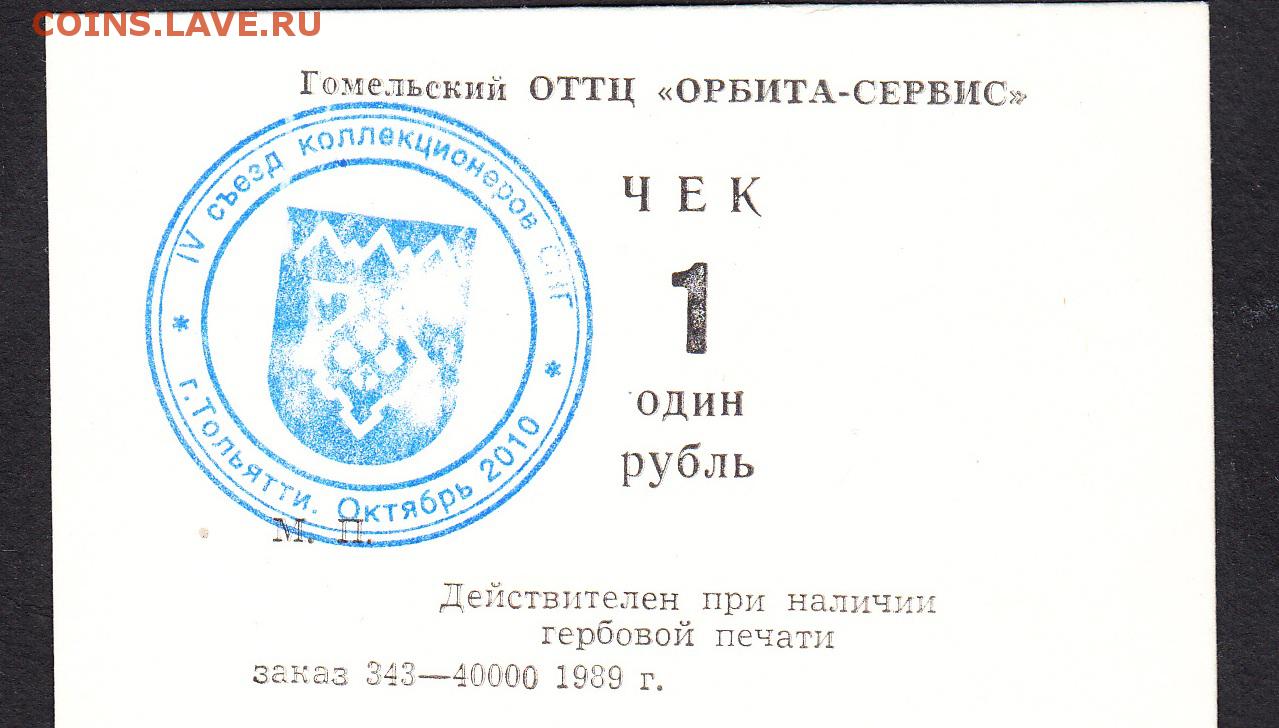 COINS.LAVE.RU
Гомельский ОТТЦ «ОРБИТА-СЕРВИС»
IV съезд коллекционеров СНГ
* г.Тольятти. Октябрь 2010 *
ЧЕК
1
один
рубль
М. П.
Действителен при наличии
гербовой печати
заказ 343—40000 1989 г.